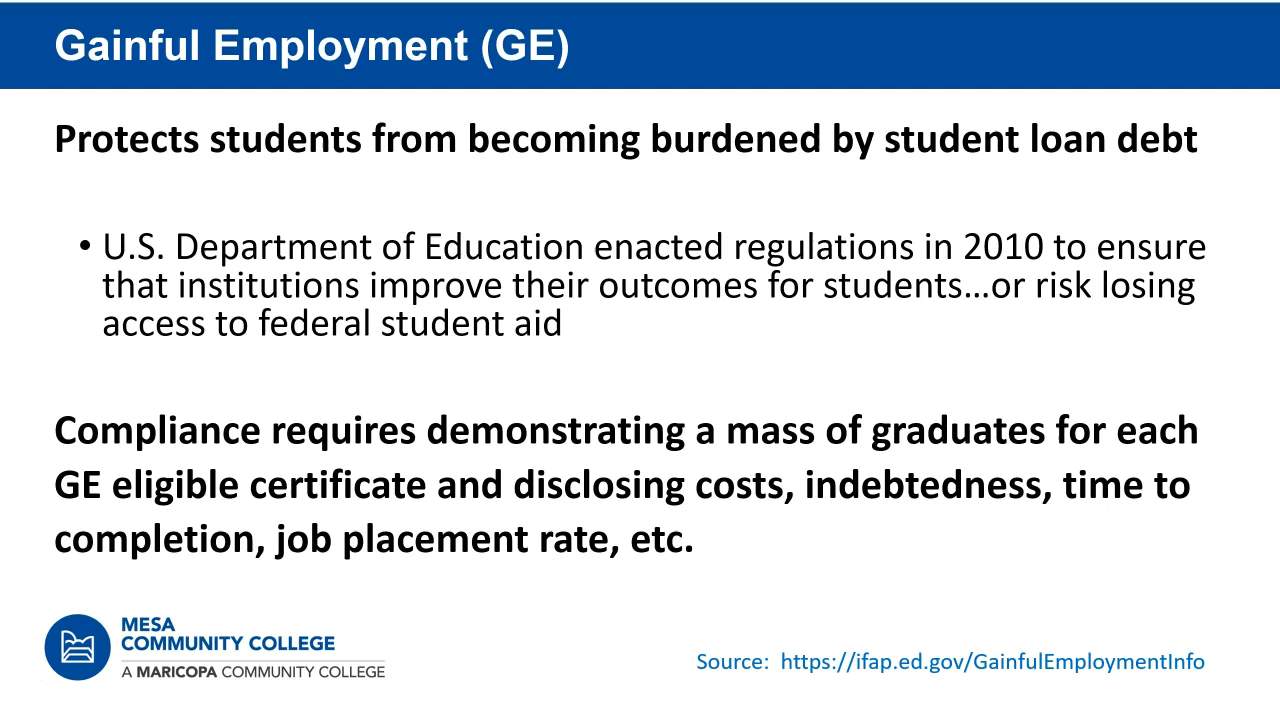 Gainful Employment (GE)
Protects students from becoming burdened by student loan debt
• U.S. Department of Education enacted regulations in 2010 to ensure
that institutions improve their outcomes for students…or risk losing
access to federal student aid
Compliance requires demonstrating a mass of graduates for each
GE eligible certificate and disclosing costs, indebtedness, time to
completion, job placement rate, etc.
MESA
COMMUNITY COLLEGE
A MARICOPA COMMUNITY COLLEGE
Source: https://ifap.ed.gov/GainfulEmploymentInfo